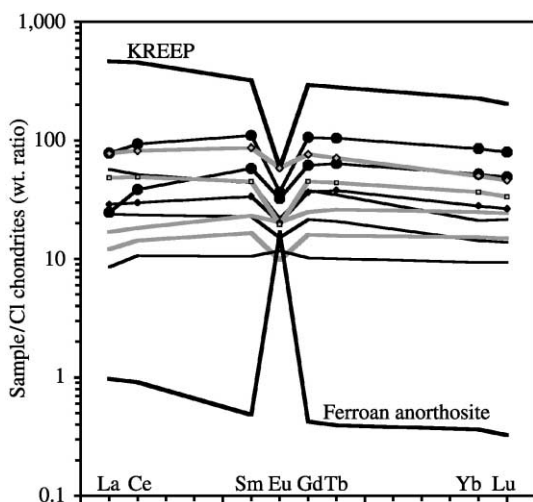 Sample/CI chondrites (wt. ratio)
1,000
100
10
1
0.1
KREEP
Ferroan anorthosite
La Ce Sm Eu Gd Tb Yb Lu